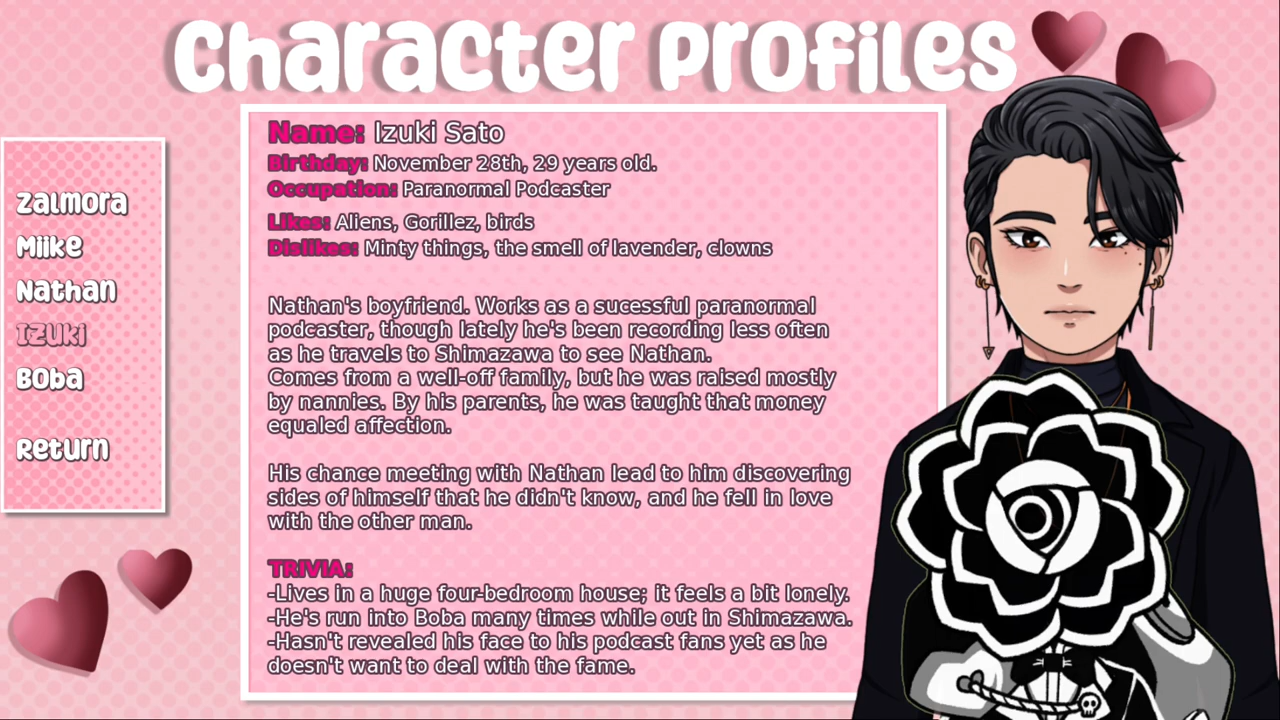 Character Profiles
Zalmora
Miike
Nathan
Izuki
Boba
Return
Name: Izuki Sato
Birthday: November 28th, 29 years old.
Occupation: Paranormal Podcaster
Likes: Aliens, Gorillez, birds
Dislikes: Minty things, the smell of lavender, clowns
Nathan's boyfriend. Works as a sucessful paranormal
podcaster, though lately he's been recording less often
as he travels to Shimazawa to see Nathan.
Comes from a well-off family, but he was raised mostly
by nannies. By his parents, he was taught that money
equaled affection.
His chance meeting with Nathan lead to him discovering
sides of himself that he didn't know, and he fell in love
with the other man.
TRIVIA:
-Lives in a huge four-bedroom house; it feels a bit lonely.
-He's run into Boba many times while out in Shimazawa.
-Hasn't revealed his face to his podcast fans yet as he
doesn't want to deal with the fame.